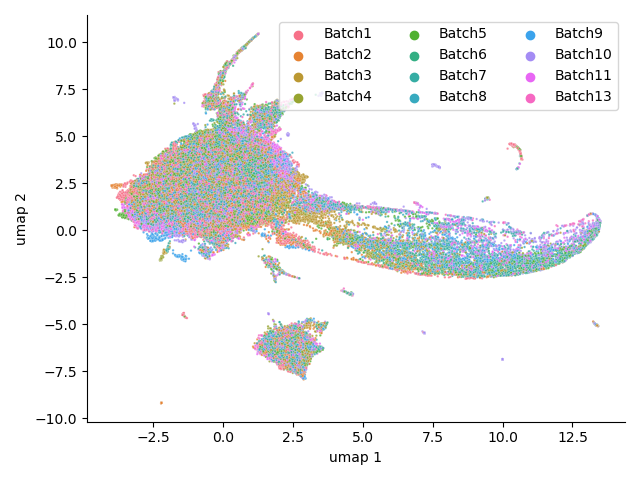 Batch1 Batch5 Batch9
Batch2 Batch6 Batch10
Batch3 Batch7 Batch11
Batch4 Batch8 Batch13
10.0
7.5
5.0
2.5
0.0
−2.5
−5.0
−7.5
−10.0
umap 2
−2.5 0.0 2.5 5.0 7.5 10.0 12.5
umap 1